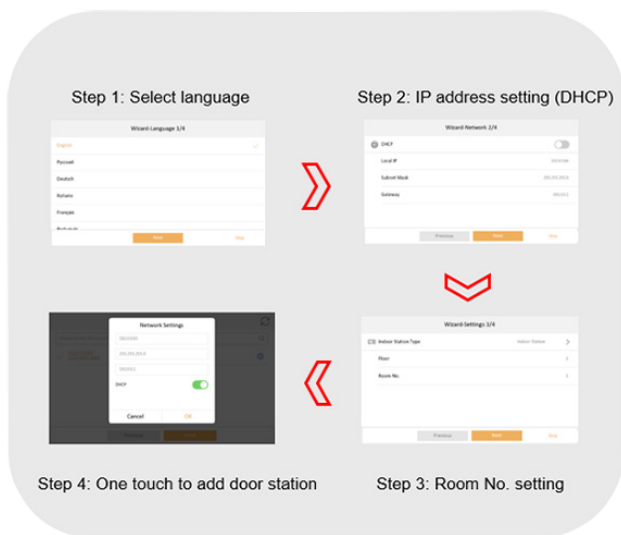 Step 1: Select language
Wizard-Language 1/4
English
Русский
Deutsch
Italiano
Français
Next
Skip
Step 2: IP address setting (DHCP)
Wizard-Network 2/4
DHCP
Local IP
Subnet Mask
Gateway
Previous
Next
Skip
Wizard-Settings 3/4
Indoor Station Type
Indoor Station
Floor
Room No.
Previous
Next
Skip
Step 3: Room No. setting
Network Settings
DHCP
Cancel
OK
Step 4: One touch to add door station